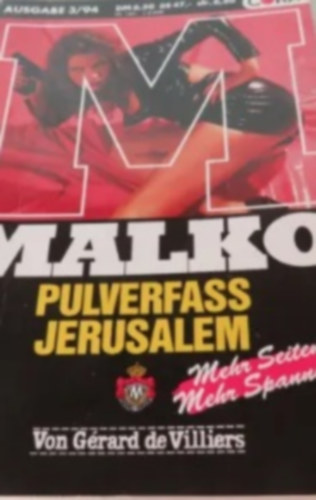 AUSGABE 3/94
M
MALKO
PULVERFASS
JERUSALEM
Mehr Seiten
Mehr Spann
M
Von Gérard de Villiers